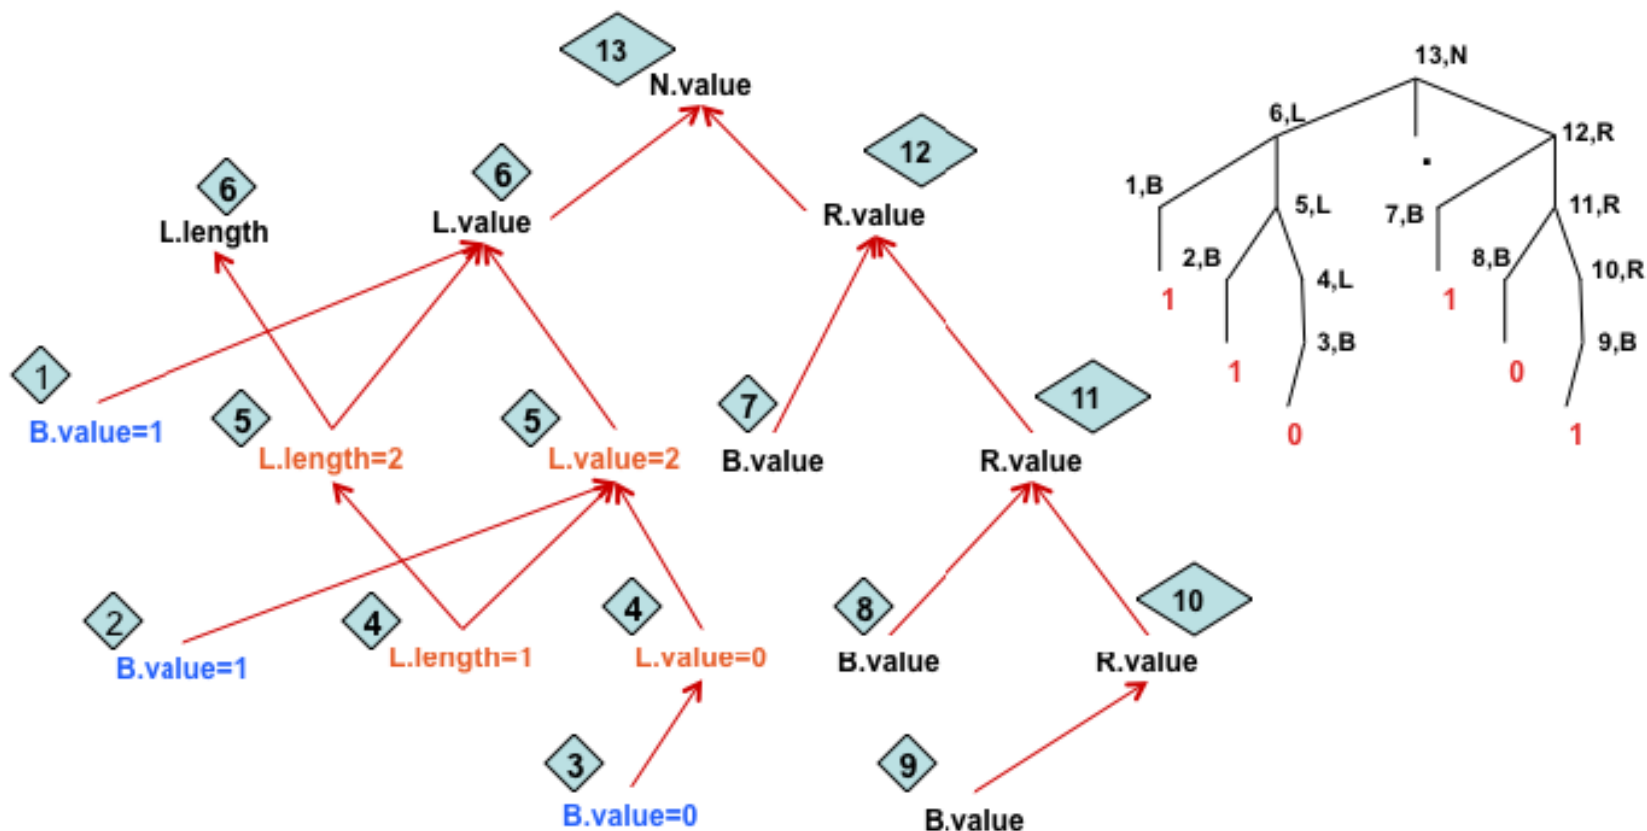 13
N.value
12
6
6
L.length
L.value
R.value
1
B.value=1
5
L.length=2
5
L.value=2
7
B.value
11
R.value
2
B.value=1
4
L.length=1
4
L.value=0
8
B.value
10
R.value
3
B.value=0
9
B.value
13,N
6,L
12,R
.
1,B
5,L
7,B
11,R
2,B
4,L
8,B
10,R
1
1
3,B
9,B
1
0
0
1